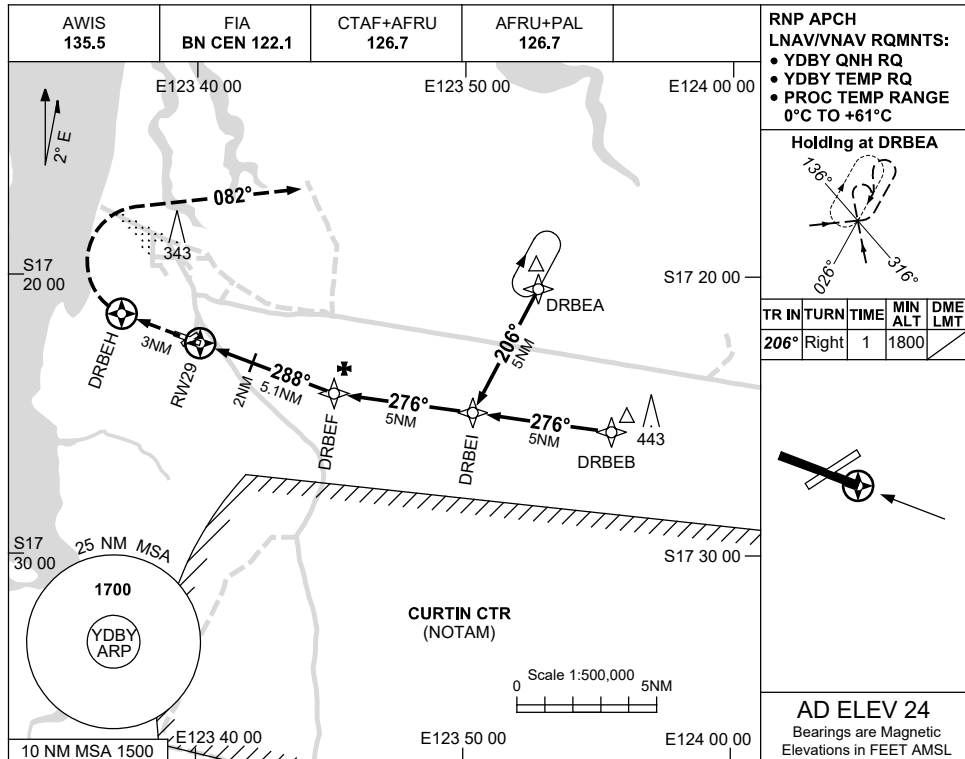 AWIS
135.5
FIA
BN CEN 122.1
CTAF+AFRU
126.7
AFRU+PAL
126.7
RNP APCH
LNAV/VNAV RQMNTS:
• YDBY QNH RQ
• YDBY TEMP RQ
• PROC TEMP RANGE
0°C TO +61°C
E123 40 00
E123 50 00
E124 00 00
2° E
082°
343
S17
20 00
S17 20 00
DRBEA
206°
5NM
DRBEH
3NM
RW29
2NM
288°
5.1NM
DRBEF
276°
5NM
DRBEI
276°
5NM
DRBEB
443
S17
30 00
S17 30 00
25 NM MSA
1700
YDBY
ARP
CURTIN CTR
(NOTAM)
Scale 1:500,000
0
5NM
10 NM MSA 1500
E123 40 00
E123 50 00
E124 00 00
Holding at DRBEA
136°
026°
316°
TR IN TURN TIME MIN ALT DME LMT
206° Right 1 1800
AD ELEV 24
Bearings are Magnetic
Elevations in FEET AMSL